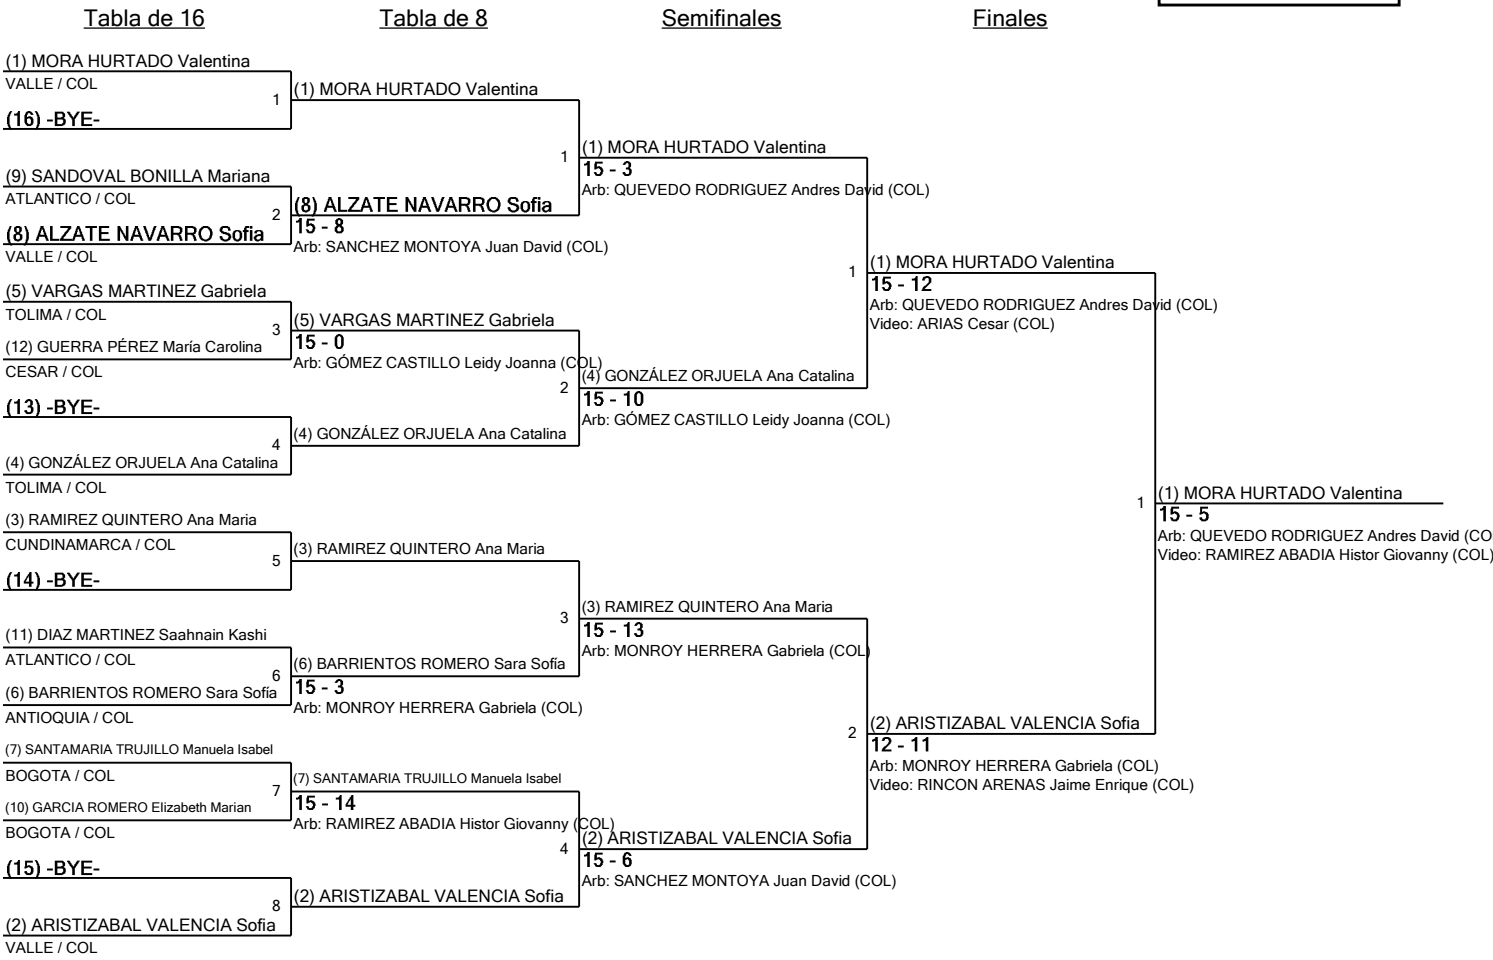 Tabla de 16
Tabla de 8
Semifinales
Finales
(1) MORA HURTADO Valentina
VALLE / COL
1
(16) -BYE-
(9) SANDOVAL BONILLA Mariana
ATLANTICO / COL
2
(8) ALZATE NAVARRO Sofia
VALLE / COL
(5) VARGAS MARTINEZ Gabriela
TOLIMA / COL
3
(12) GUERRA PÉREZ María Carolina
CESAR / COL
(13) -BYE-
4
(4) GONZÁLEZ ORJUELA Ana Catalina
TOLIMA / COL
(3) RAMIREZ QUINTERO Ana Maria
CUNDINAMARCA / COL
5
(14) -BYE-
(11) DIAZ MARTINEZ Saahnain Kashi
ATLANTICO / COL
6
(6) BARRIENTOS ROMERO Sara Sofía
ANTIOQUIA / COL
(7) SANTAMARIA TRUJILLO Manuela Isabel
BOGOTA / COL
7
(10) GARCIA ROMERO Elizabeth Marian
BOGOTA / COL
(15) -BYE-
8
(2) ARISTIZABAL VALENCIA Sofia
VALLE / COL
(1) MORA HURTADO Valentina
1
(8) ALZATE NAVARRO Sofia
15 - 8
Arb: SANCHEZ MONTOYA Juan David (COL)
(5) VARGAS MARTINEZ Gabriela
15 - 0
Arb: GÓMEZ CASTILLO Leidy Joanna (COL)
2
(4) GONZÁLEZ ORJUELA Ana Catalina
(3) RAMIREZ QUINTERO Ana Maria
3
(6) BARRIENTOS ROMERO Sara Sofía
15 - 3
Arb: MONROY HERRERA Gabriela (COL)
(7) SANTAMARIA TRUJILLO Manuela Isabel
15 - 14
Arb: RAMIREZ ABADIA Histor Giovanny (COL)
4
(2) ARISTIZABAL VALENCIA Sofia
(1) MORA HURTADO Valentina
15 - 3
Arb: QUEVEDO RODRIGUEZ Andres David (COL)
1
(4) GONZÁLEZ ORJUELA Ana Catalina
15 - 10
Arb: GÓMEZ CASTILLO Leidy Joanna (COL)
(3) RAMIREZ QUINTERO Ana Maria
15 - 13
Arb: MONROY HERRERA Gabriela (COL)
2
(2) ARISTIZABAL VALENCIA Sofia
15 - 6
Arb: SANCHEZ MONTOYA Juan David (COL)
(1) MORA HURTADO Valentina
15 - 12
Arb: QUEVEDO RODRIGUEZ Andres David (COL)
Video: ARIAS Cesar (COL)
1
(2) ARISTIZABAL VALENCIA Sofia
12 - 11
Arb: MONROY HERRERA Gabriela (COL)
Video: RINCON ARENAS Jaime Enrique (COL)
(1) MORA HURTADO Valentina
15 - 5
Arb: QUEVEDO RODRIGUEZ Andres David (CO
Video: RAMIREZ ABADIA Histor Giovanny (COL)